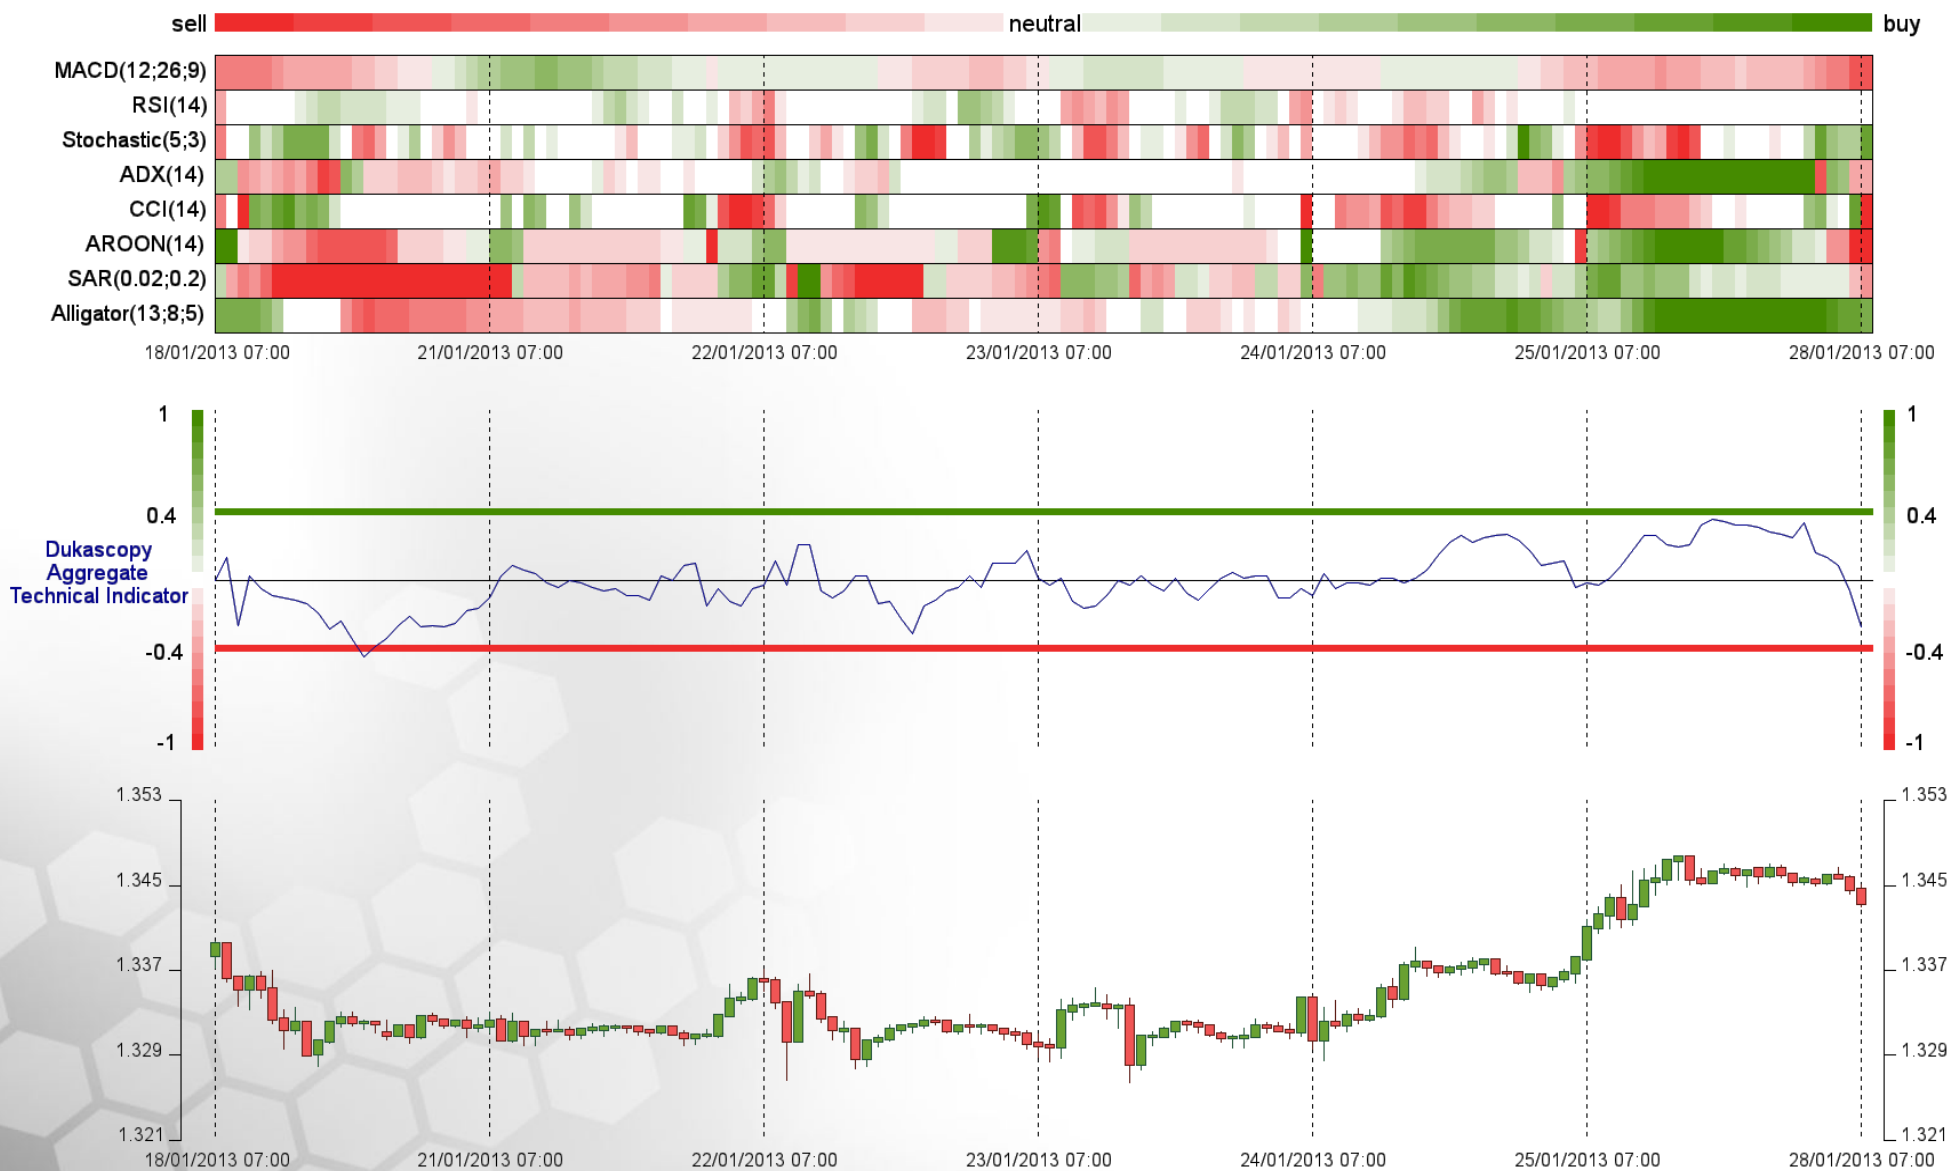 sell neutral buy
MACD(12;26;9)
RSI(14)
Stochastic(5;3)
ADX(14)
CCI(14)
AROON(14)
SAR(0.02;0.2)
Alligator(13;8;5)
18/01/2013 07:00 21/01/2013 07:00 22/01/2013 07:00 23/01/2013 07:00 24/01/2013 07:00 25/01/2013 07:00 28/01/2013 07:00
1 1
0.4 0.4
Dukascopy
Aggregate
Technical Indicator
-0.4 -0.4
-1 -1
1.353 1.353
1.345 1.345
1.337 1.337
1.329 1.329
1.321 1.321
18/01/2013 07:00 21/01/2013 07:00 22/01/2013 07:00 23/01/2013 07:00 24/01/2013 07:00 25/01/2013 07:00 28/01/2013 07:00